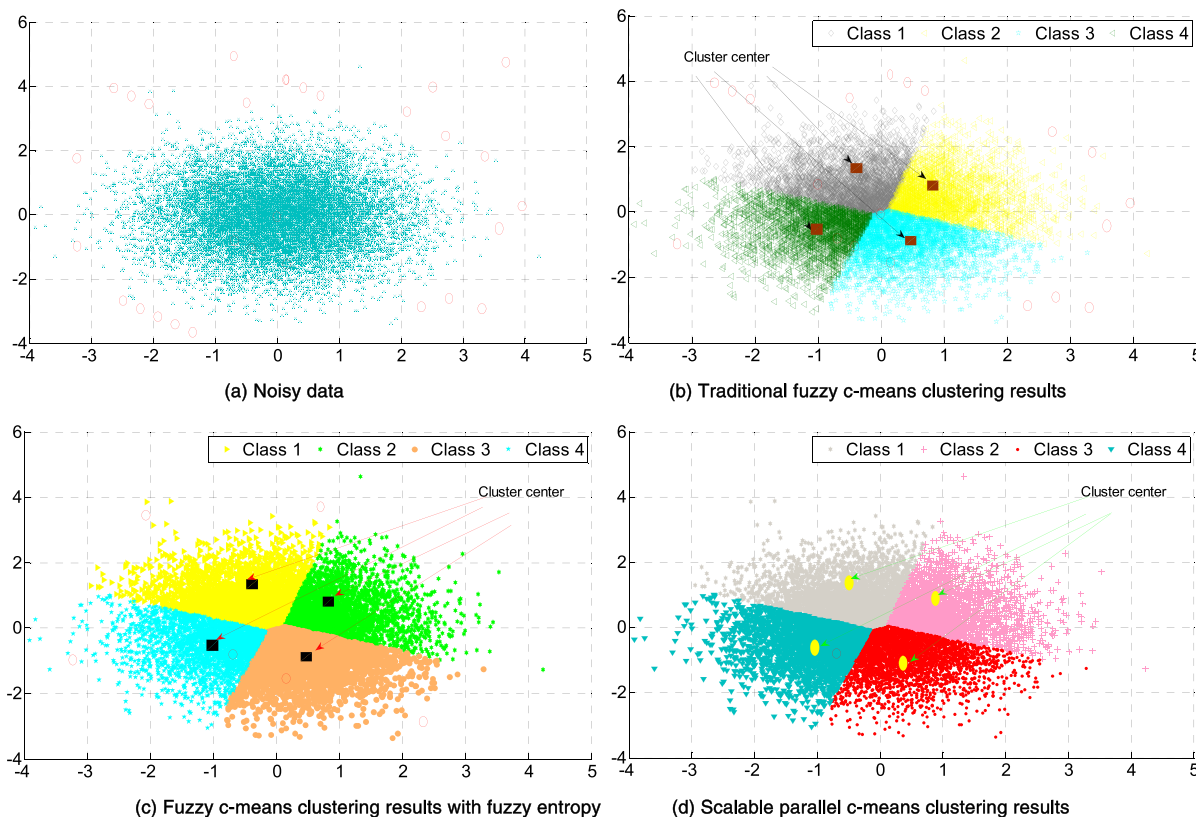 6
4
2
0
-2
-4
-4 -3 -2 -1 0 1 2 3 4 5
(a) Noisy data
Class 1 Class 2 Class 3 Class 4
Cluster center
6
4
2
0
-2
-4
-4 -3 -2 -1 0 1 2 3 4 5
(b) Traditional fuzzy c-means clustering results
Class 1 Class 2 Class 3 Class 4
Cluster center
6
4
2
0
-2
-4
-4 -3 -2 -1 0 1 2 3 4 5
(c) Fuzzy c-means clustering results with fuzzy entropy
Class 1 Class 2 Class 3 Class 4
Cluster center
6
4
2
0
-2
-4
-4 -3 -2 -1 0 1 2 3 4 5
(d) Scalable parallel c-means clustering results